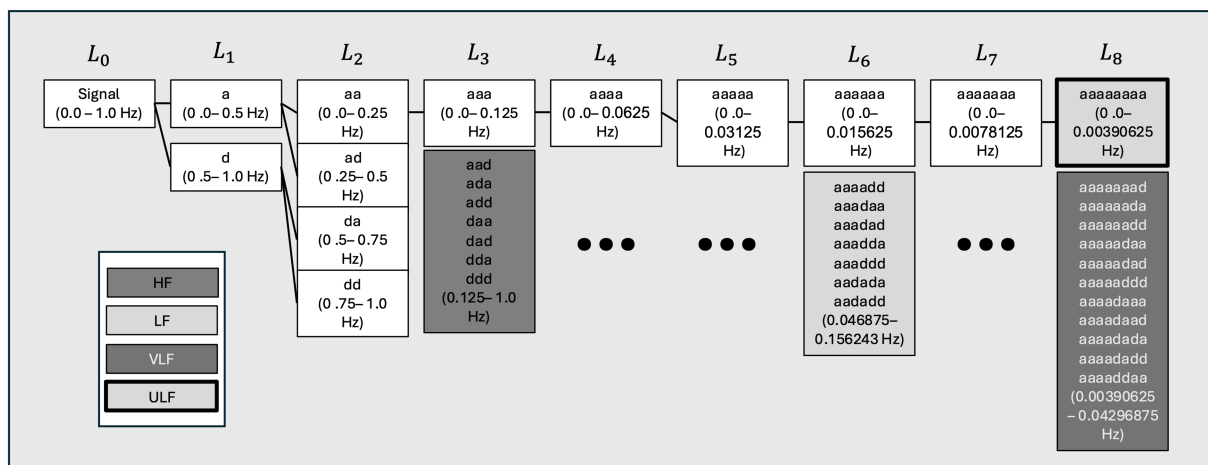 L0
L1
L2
L3
L4
L5
L6
L7
L8
Signal
(0.0 – 1.0 Hz)
a
(0 .0– 0.5 Hz)
d
(0 .5– 1.0 Hz)
aa
(0 .0– 0.25
Hz)
ad
(0 .25– 0.5
Hz)
da
(0 .5– 0.75
Hz)
dd
(0 .75– 1.0
Hz)
aaa
(0 .0– 0.125
Hz)
aad
ada
add
daa
dad
dda
ddd
(0.125– 1.0
Hz)
aaaa
(0 .0– 0.0625
Hz)
aaaaa
(0 .0–
0.03125
Hz)
aaaaaa
(0 .0–
0.015625
Hz)
aaaadd
aaadaa
aaadad
aaadda
aaaddd
aadada
aadadd
(0.046875–
0.156243 Hz)
aaaaaaa
(0 .0–
0.0078125
Hz)
aaaaaaaa
(0 .0–
0.00390625
Hz)
aaaaaaad
aaaaaada
aaaaaadd
aaaaadaa
aaaaadad
aaaaaddd
aaaadaaa
aaaadaad
aaaadada
aaaadadd
aaaaddaa
(0.00390625
– 0.04296875
Hz)
HF
LF
VLF
ULF